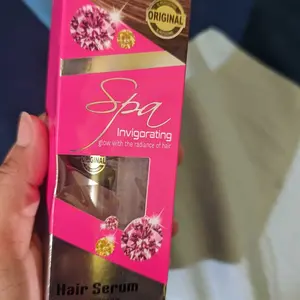 ORIGINAL
Spa
Invigorating
glow with the radiance of hair
ORIGINAL
Hair Serum